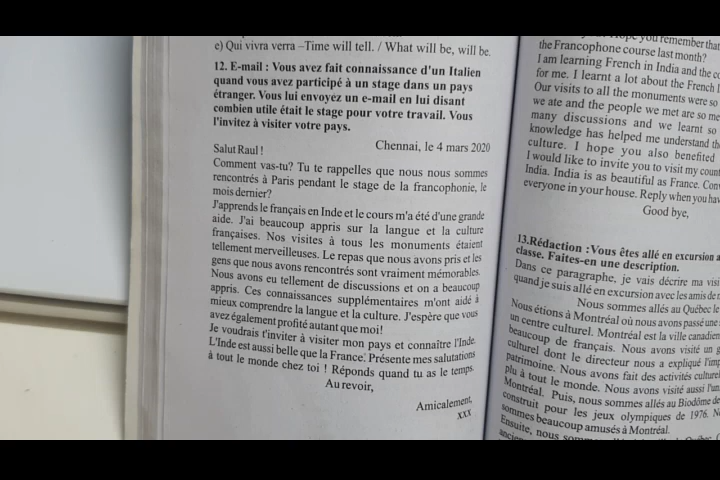 e) Qui vivra verra –Time will tell. / What will be, will be.
12. E-mail : Vous avez fait connaissance d'un Italien
quand vous avez participé à un stage dans un pays
étranger. Vous lui envoyez un e-mail en lui disant
combien utile était le stage pour votre travail. Vous
l'invitez à visiter votre pays.
Chennai, le 4 mars 2020
Salut Raul !
Comment vas-tu? Tu te rappelles que nous nous sommes
rencontrés à Paris pendant le stage de la francophonie, le
mois dernier?
J'apprends le français en Inde et le cours m'a été d'une grande
aide. J'ai beaucoup appris sur la langue et la culture
françaises. Nos visites à tous les monuments étaient
tellement merveilleuses. Le repas que nous avons pris et les
gens que nous avons rencontrés sont vraiment mémorables.
Nous avons eu tellement de discussions et on a beaucoup
appris. Ces connaissances supplémentaires m'ont aidé à
mieux comprendre la langue et la culture. J'espère que vous
avez également profité autant que moi!
Je voudrais t'inviter à visiter mon pays et connaître l'Inde.
L'Inde est aussi belle que la France. Présente mes salutations
à tout le monde chez toi ! Réponds quand tu as le temps.
Au revoir,
Amicalement,
xxx
hope you remember that
the Francophone course last month?
I am learning French in India and the
for me. I learnt a lot about the French
Our visits to all the monuments were so
we ate and the people we met are so
many discussions and we learnt so
knowledge has helped me understand the
culture. I hope you also benefited
I would like to invite you to visit my
India. India is as beautiful as France.
everyone in your house. Reply when you
Good bye,
13.Rédaction :Vous êtes allé en excursion
classe. Faites-en une description.
Dans ce paragraphe, je vais décrire ma
quand je suis allé en excursion avec les amis de
Nous sommes allés au Québec
Nous étions à Montréal où nous avons passé
un centre culturel. Montréal est la ville
beaucoup de français. Nous avons visité un
culturel dont le directeur nous a expliqué
patrimoine. Nous avons fait des activités
plu à tout le monde. Nous avons visité aussi
Montréal. Puis, nous sommes allés au Biodôme de
construit pour les jeux olympiques de 1976.
sommes beaucoup amusés à Montréal.
Ensuite, nous